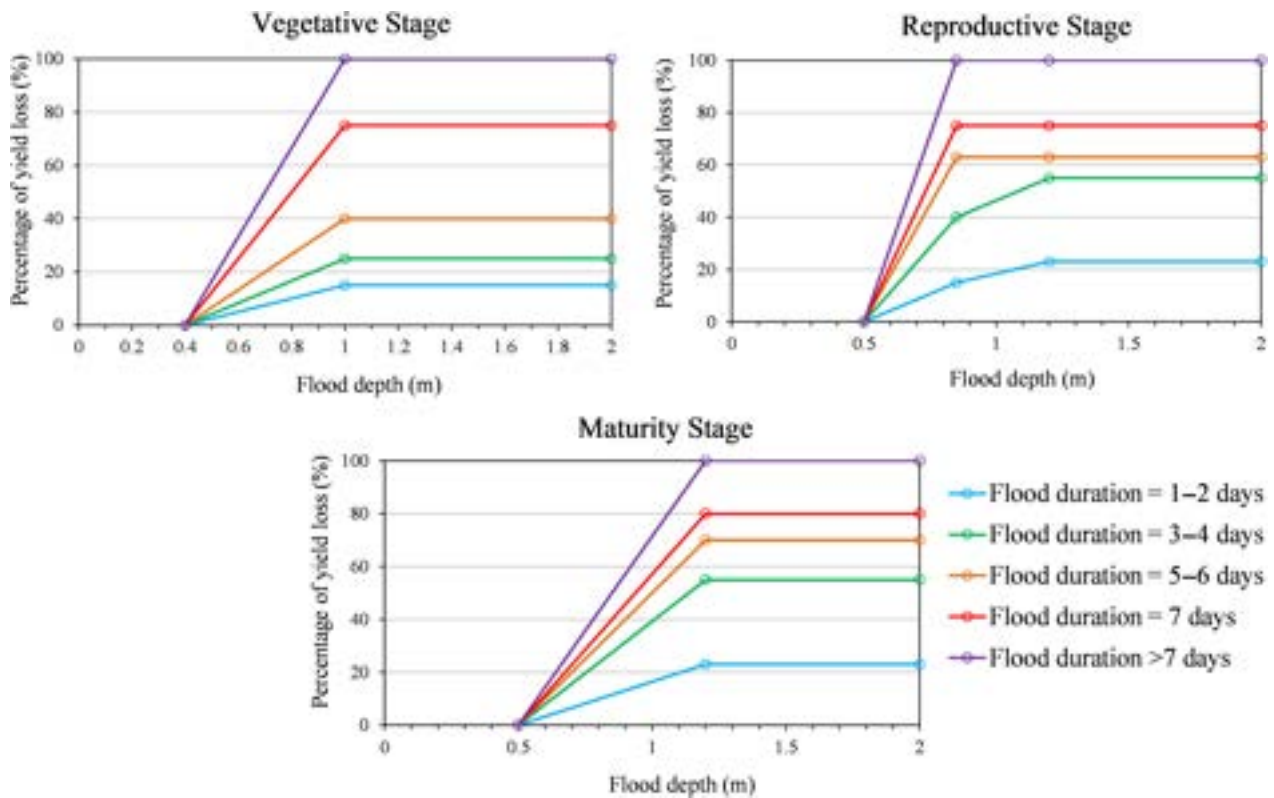 Vegetative Stage
Percentage of yield loss (%)
100
80
60
40
20
0
0 0.2 0.4 0.6 0.8 1 1.2 1.4 1.6 1.8 2
Flood depth (m)
Reproductive Stage
Percentage of yield loss (%)
100
80
60
40
20
0
0 0.5 1 1.5 2
Flood depth (m)
Maturity Stage
Percentage of yield loss (%)
100
80
60
40
20
0
0 0.5 1 1.5 2
Flood depth (m)
Flood duration = 1–2 days
Flood duration = 3–4 days
Flood duration = 5–6 days
Flood duration = 7 days
Flood duration >7 days